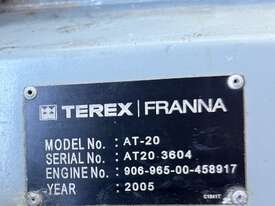 TEREX | FRANNA
MODEL No. : AT-20
SERIAL No. : AT20 3604
ENGINE No. : 906-965-00-458917
YEAR : 2005